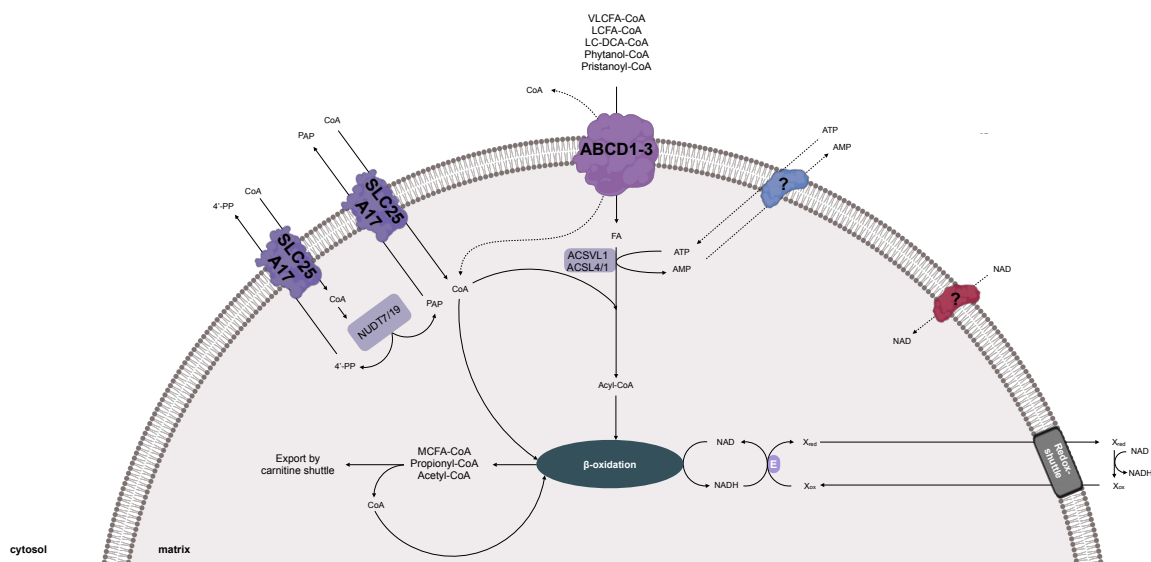 VLCFA-CoA
LCFA-CoA
LC-DCA-CoA
Phytanol-CoA
Pristanoyl-CoA
CoA
ABCD1-3
ATP
AMP
?
CoA
PAP
SLC25
A17
CoA
4'-PP
SLC25
A17
FA
ACSVL1
ACSL4/1
ATP
AMP
NAD
?
NAD
CoA
CoA
PAP
NUDT7/19
4'-PP
Acyl-CoA
β-oxidation
MCFA-CoA
Propionyl-CoA
Acetyl-CoA
Export by
carnitine shuttle
CoA
NAD
NADH
E
Xred
Xox
Redox-
shuttle
Xred
NAD
NADH
Xox
cytosol
matrix